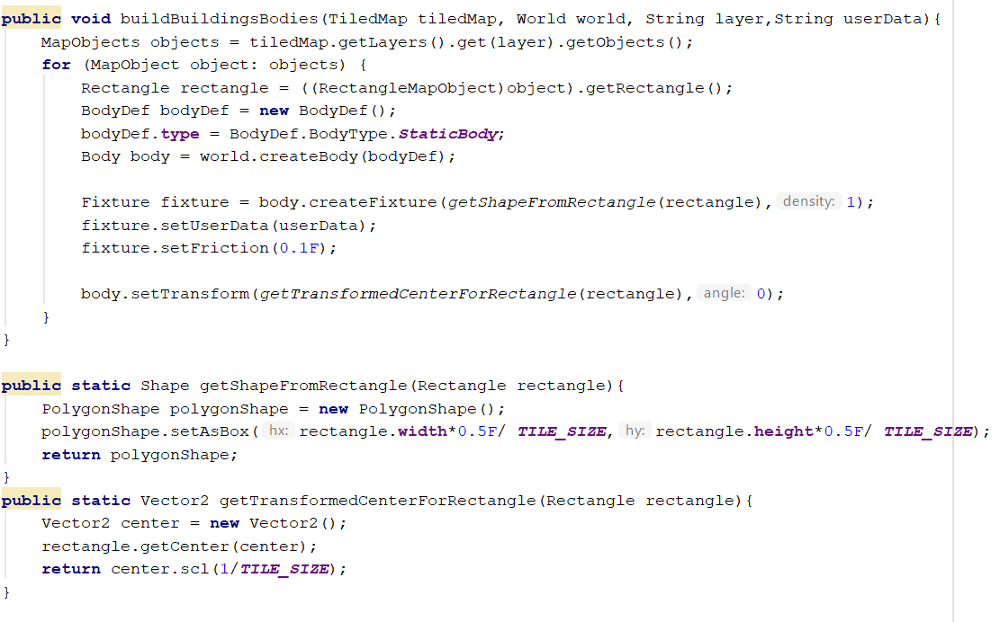 public void buildBuildingsBodies(TiledMap tiledMap, World world, String layer,String userData){
    MapObjects objects = tiledMap.getLayers().get(layer).getObjects();
    for (MapObject object: objects) {
        Rectangle rectangle = ((RectangleMapObject)object).getRectangle();
        BodyDef bodyDef = new BodyDef();
        bodyDef.type = BodyDef.BodyType.StaticBody;
        Body body = world.createBody(bodyDef);

        Fixture fixture = body.createFixture(getShapeFromRectangle(rectangle), density: 1);
        fixture.setUserData(userData);
        fixture.setFriction(0.1F);

        body.setTransform(getTransformedCenterForRectangle(rectangle), angle: 0);
    }
}

public static Shape getShapeFromRectangle(Rectangle rectangle){
    PolygonShape polygonShape = new PolygonShape();
    polygonShape.setAsBox( hx: rectangle.width*0.5F/ TILE_SIZE, hy: rectangle.height*0.5F/ TILE_SIZE);
    return polygonShape;
}
public static Vector2 getTransformedCenterForRectangle(Rectangle rectangle){
    Vector2 center = new Vector2();
    rectangle.getCenter(center);
    return center.scl(1/TILE_SIZE);
}